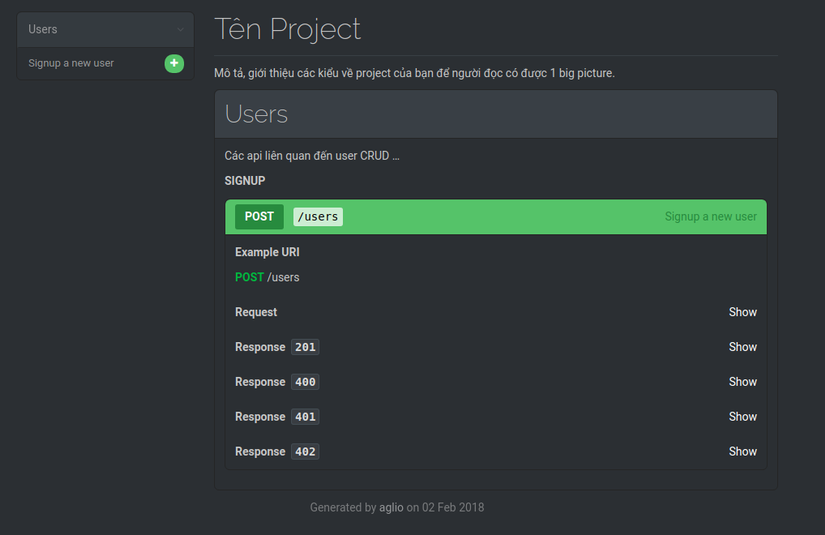 Users
Signup a new user
Tên Project
Mô tả, giới thiệu các kiểu về project của bạn để người đọc có được 1 big picture.
Users
Các api liên quan đến user CRUD ...
SIGNUP
POST /users Signup a new user
Example URI
POST /users
Request Show
Response 201 Show
Response 400 Show
Response 401 Show
Response 402 Show
Generated by aglio on 02 Feb 2018